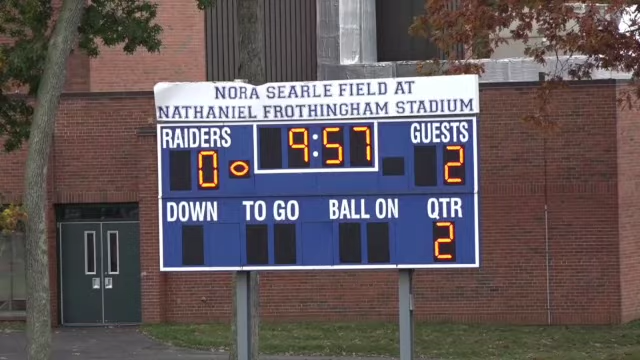 NORA SEARLE FIELD AT
NATHANIEL FROTHINGHAM STADIUM
RAIDERS 9:57 GUESTS
0 2
DOWN TO GO BALL ON QTR
2